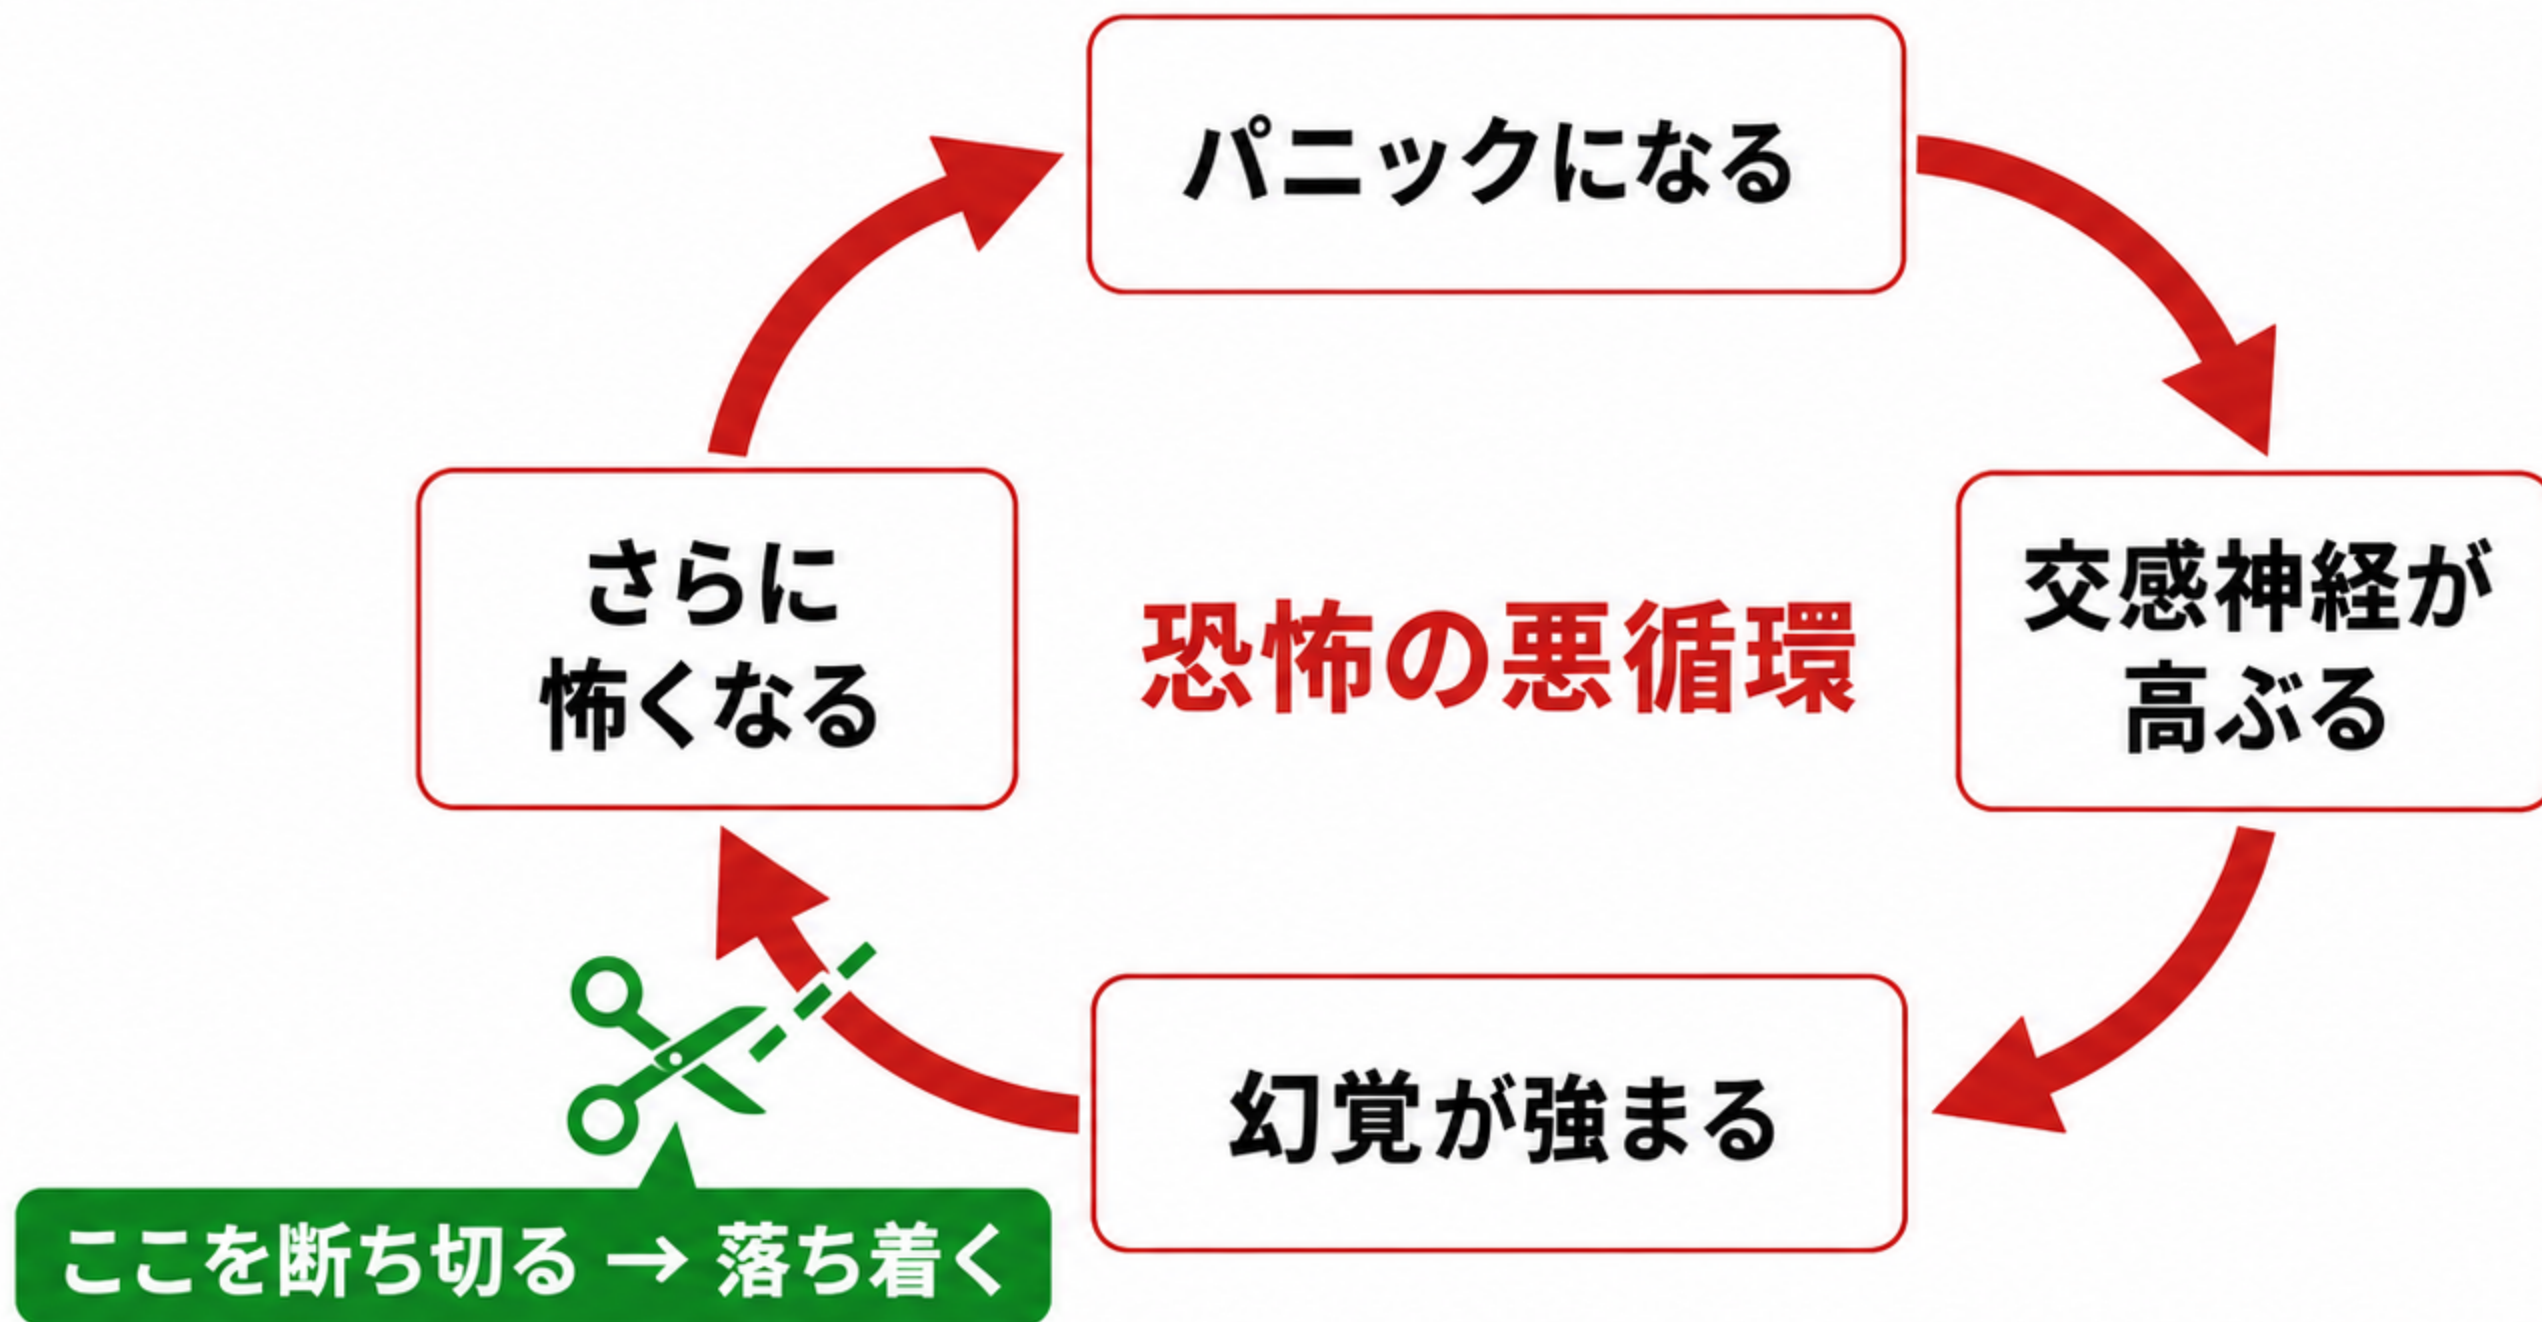 パニックになる
交感神経が
高ぶる
幻覚が強まる
さらに
怖くなる
恐怖の悪循環
ここを断ち切る → 落ち着く